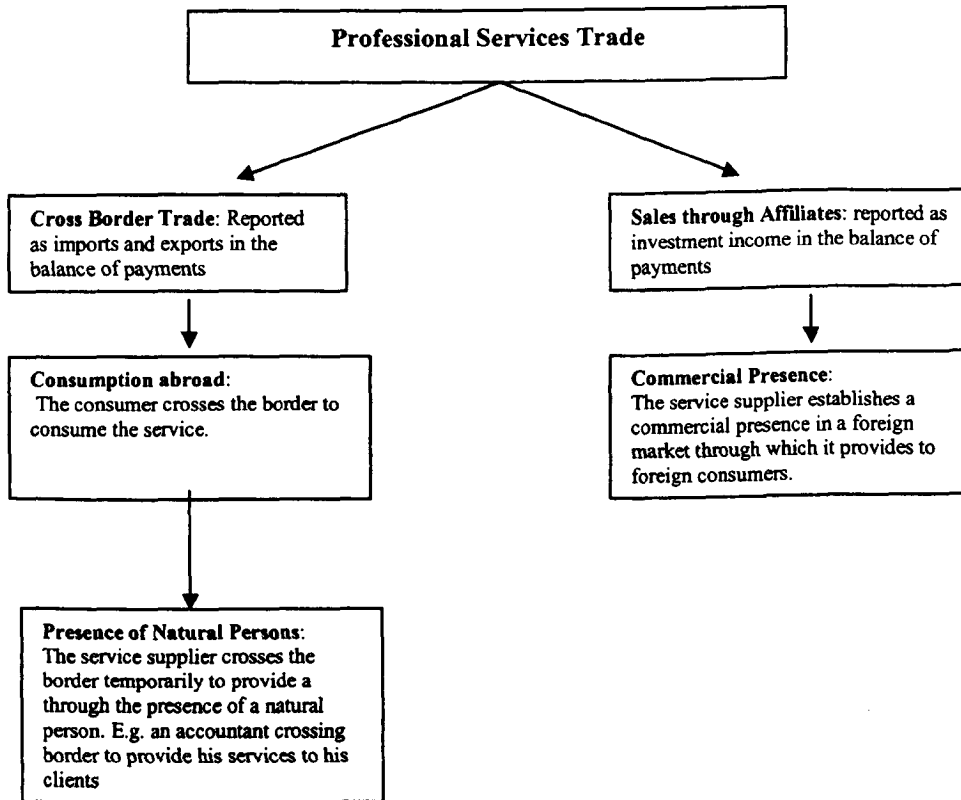 Professional Services Trade
Cross Border Trade: Reported
as imports and exports in the
balance of payments
Sales through Affiliates: reported as
investment income in the balance of
payments
Consumption abroad:
The consumer crosses the border to
consume the service.
Commercial Presence:
The service supplier establishes a
commercial presence in a foreign
market through which it provides to
foreign consumers.
Presence of Natural Persons:
The service supplier crosses the
border temporarily to provide a
through the presence of a natural
person. E.g. an accountant crossing
border to provide his services to his
clients